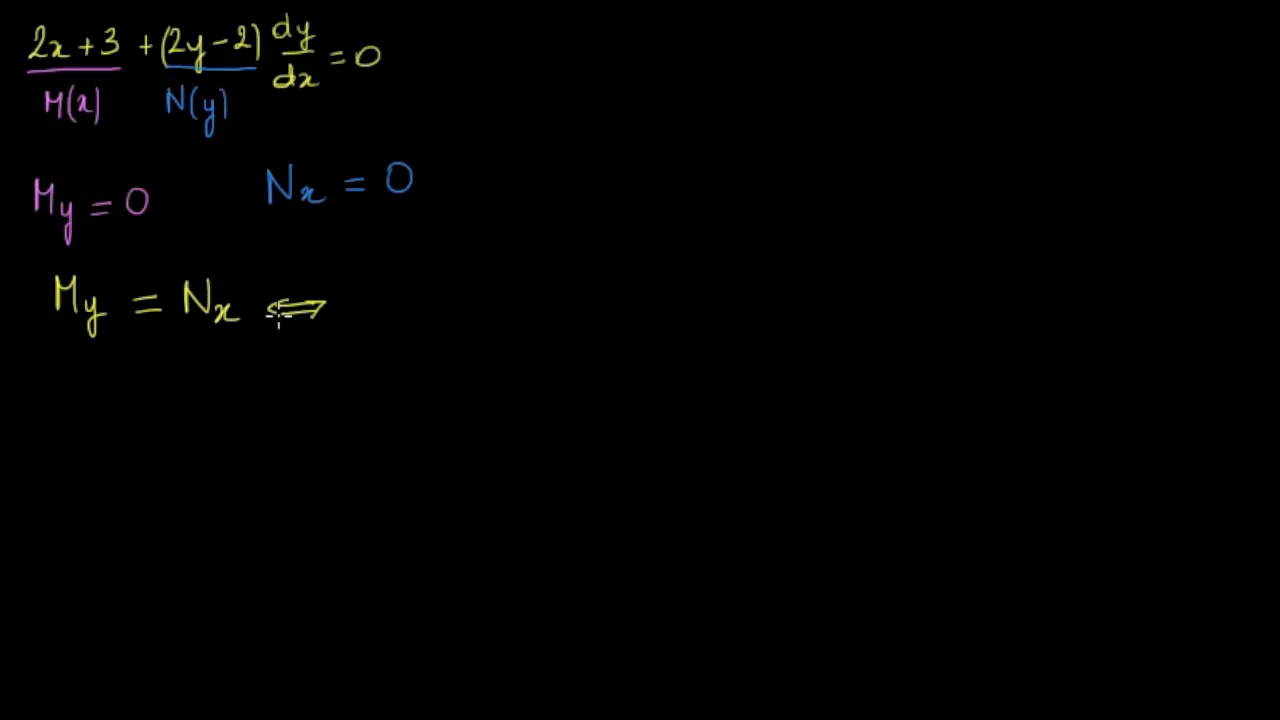 2x + 3 + (2y - 2) dy/dx = 0
M(x) N(y)
My = 0 Nx = 0
My = Nx ⇔